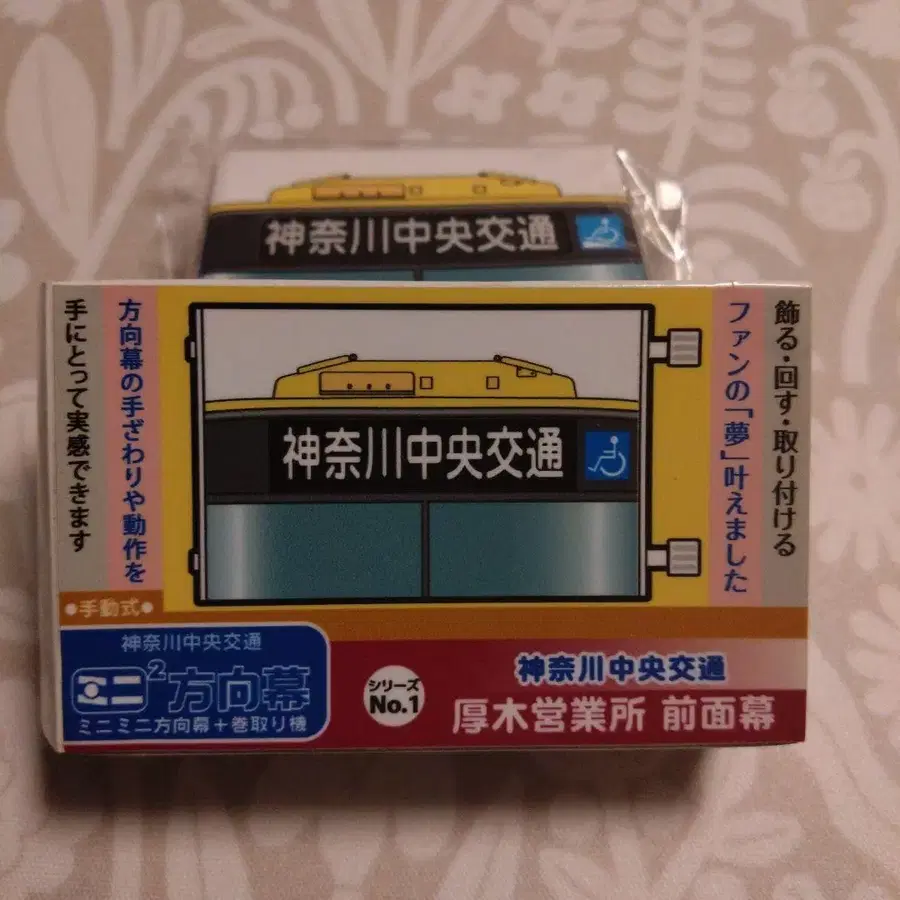 神奈川中央交通
飾る・回す・取り付ける
ファンの「夢」叶えました
神奈川中央交通
方向幕の手ざわりや動作を
手にとって実感できます
●手動式●
神奈川中央交通
ミニ2方向幕
ミニミニ方向幕+巻取り機
シリーズ
No.1
神奈川中央交通
厚木営業所 前面幕